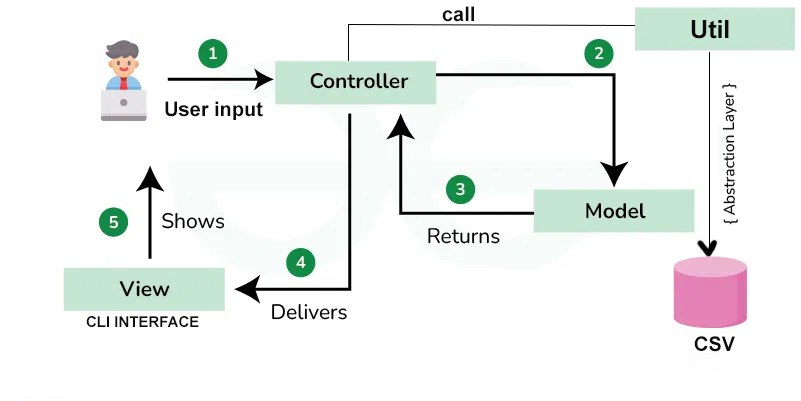 call
Util
1
2
Controller
User input
{ Abstraction Layer }
3
Model
Returns
5
Shows
4
View
Delivers
CLI INTERFACE
CSV